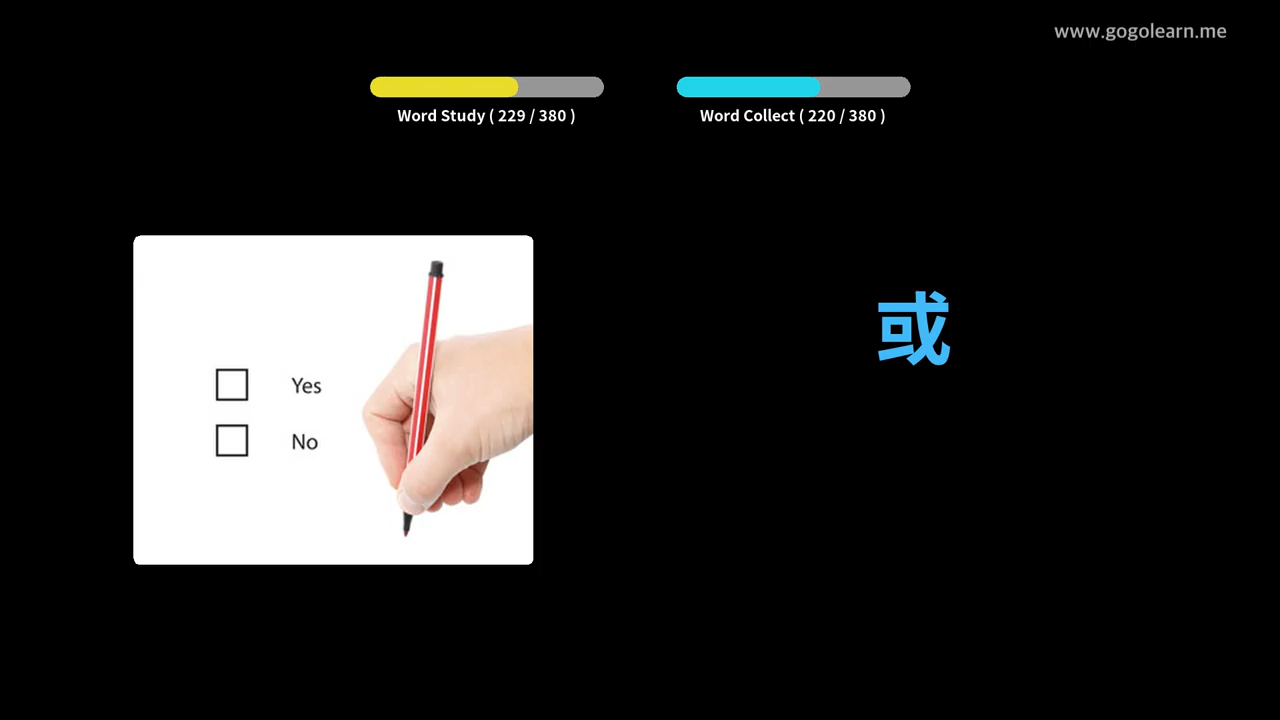 www.gogolearn.me
Word Study ( 229 / 380 )
Word Collect ( 220 / 380 )
Yes
No
或